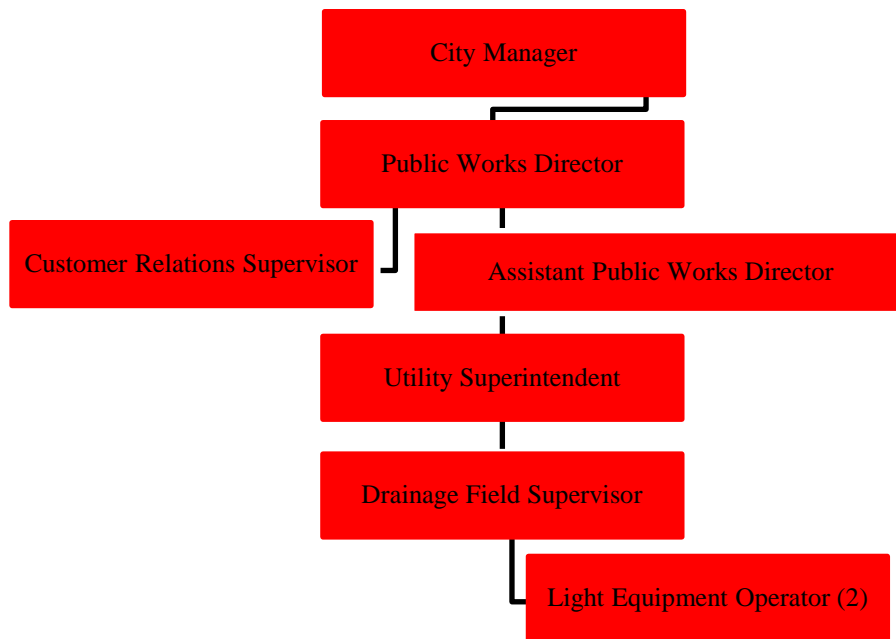 City Manager
Public Works Director
Customer Relations Supervisor
Assistant Public Works Director
Utility Superintendent
Drainage Field Supervisor
Light Equipment Operator (2)